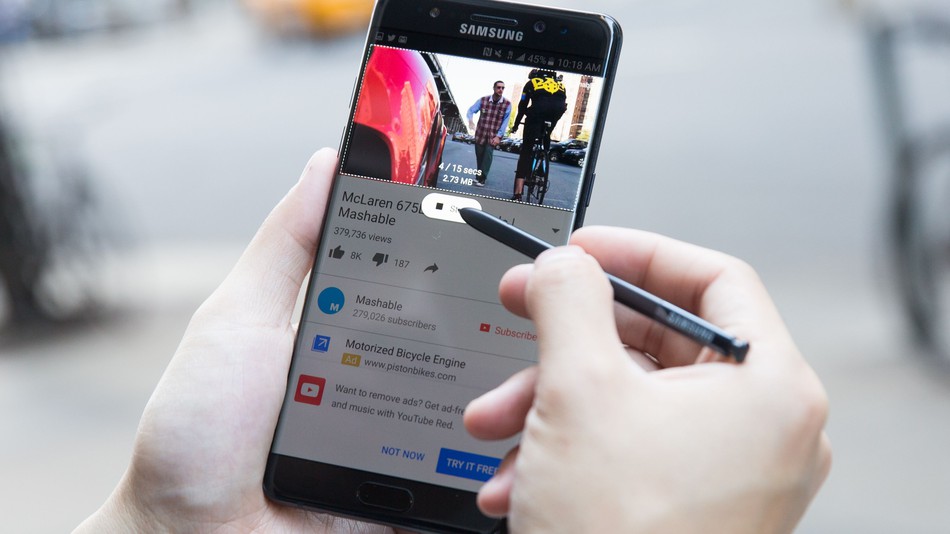 SAMSUNG
45% 10:18 AM
4 / 15 secs
2.73 MB
McLaren
Mashable
379,736 views
8K
187
Mashable
279,026 subscribers
Subscribe
M
Motorized Bicycle Engine
Ad www.pistonbikes.com
Want to remove ads? Get ad-fre
and music with YouTube Red.
NOT NOW
TRY IT FREE
SAMSUNG